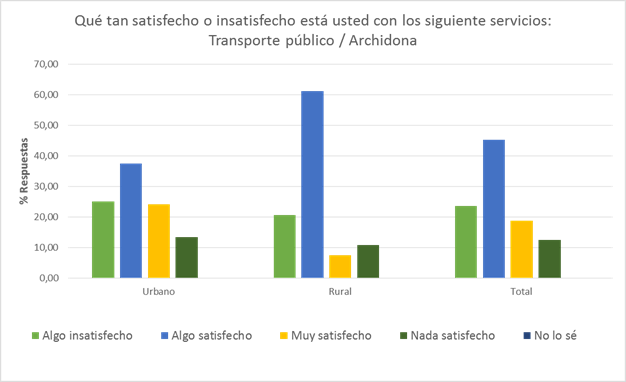 Qué tan satisfecho o insatisfecho está usted con los siguiente servicios:
Transporte público / Archidona
70,00
60,00
50,00
40,00
30,00
20,00
10,00
0,00
% Respuestas
Urbano
Rural
Total
Algo insatisfecho
Algo satisfecho
Muy satisfecho
Nada satisfecho
No lo sé